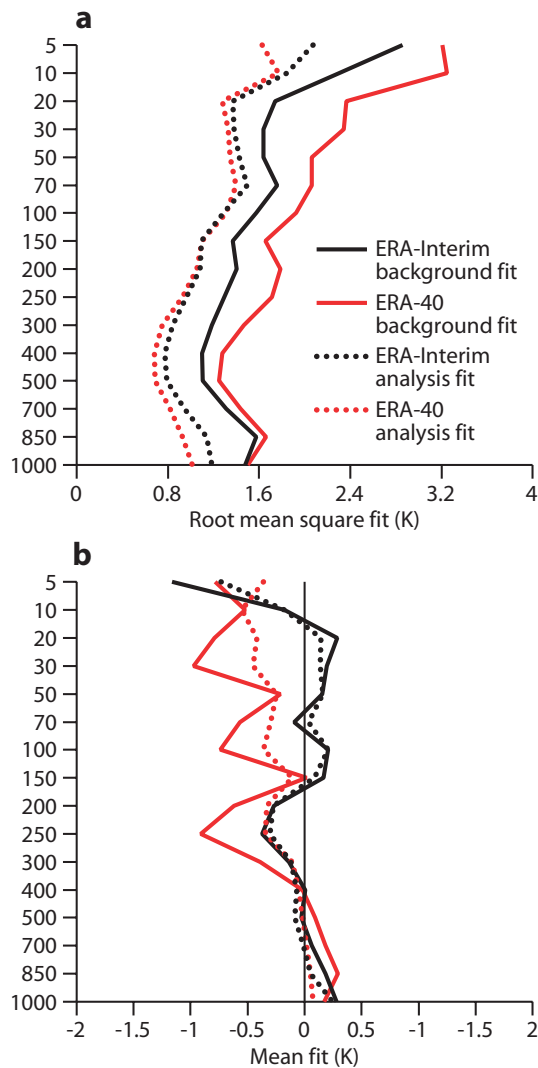 a
5
10
20
30
50
70
100
150
200
250
300
400
500
700
850
1000
ERA-Interim
background fit
ERA-40
background fit
ERA-Interim
analysis fit
ERA-40
analysis fit
0 0.8 1.6 2.4 3.2 4
Root mean square fit (K)
b
5
10
20
30
50
70
100
150
200
250
300
400
500
700
850
1000
-2 -1.5 -1 -0.5 0 0.5 1 -1.5 2
Mean fit (K)